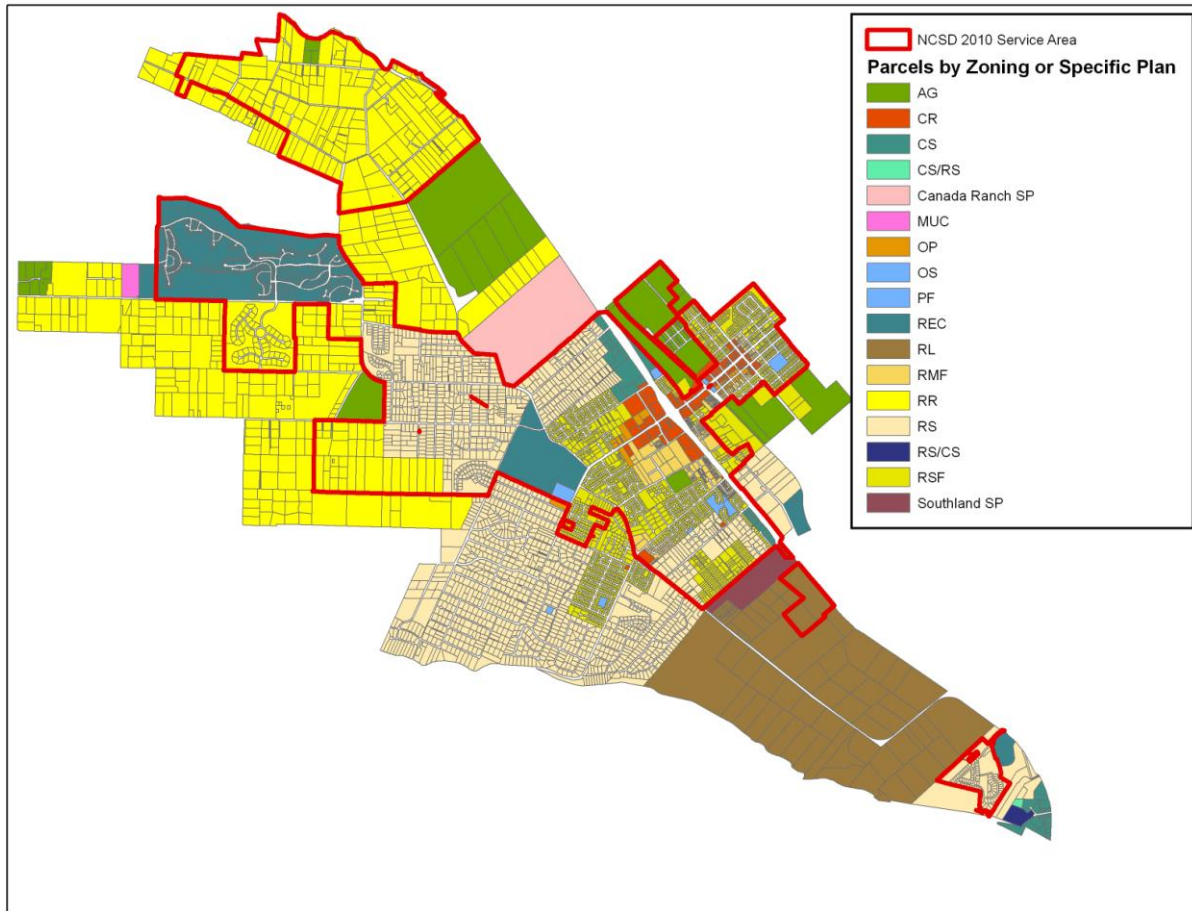 NCSD 2010 Service Area
Parcels by Zoning or Specific Plan
AG
CR
CS
CS/RS
Canada Ranch SP
MUC
OP
OS
PF
REC
RL
RMF
RR
RS
RS/CS
RSF
Southland SP